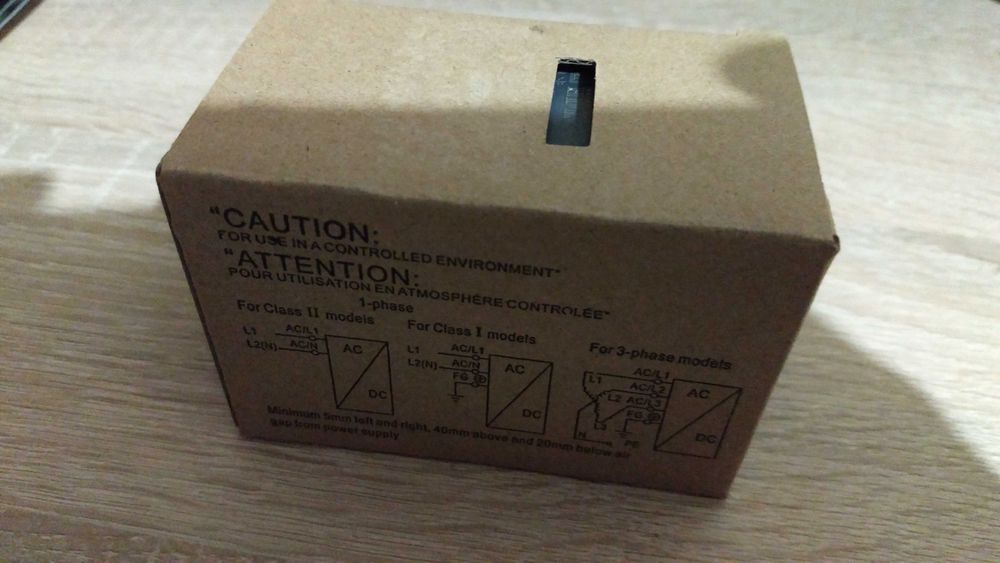 "CAUTION:
FOR USE IN A CONTROLLED ENVIRONMENT"
"ATTENTION:
POUR UTILISATION EN ATMOSPHÈRE CONTROLÉE"
1-phase
For Class II models
L1 AC/L1
L2(N) AC/N
AC
DC
For Class I models
L1 AC/L1
L2(N) AC/N
FG
AC
DC
For 3-phase models
L1 AC/L1
AC/L2
L2 AC/L3
FG
N
PE
AC
DC
Minimum 5mm left and right, 40mm above and 20mm below air
gap from power supply